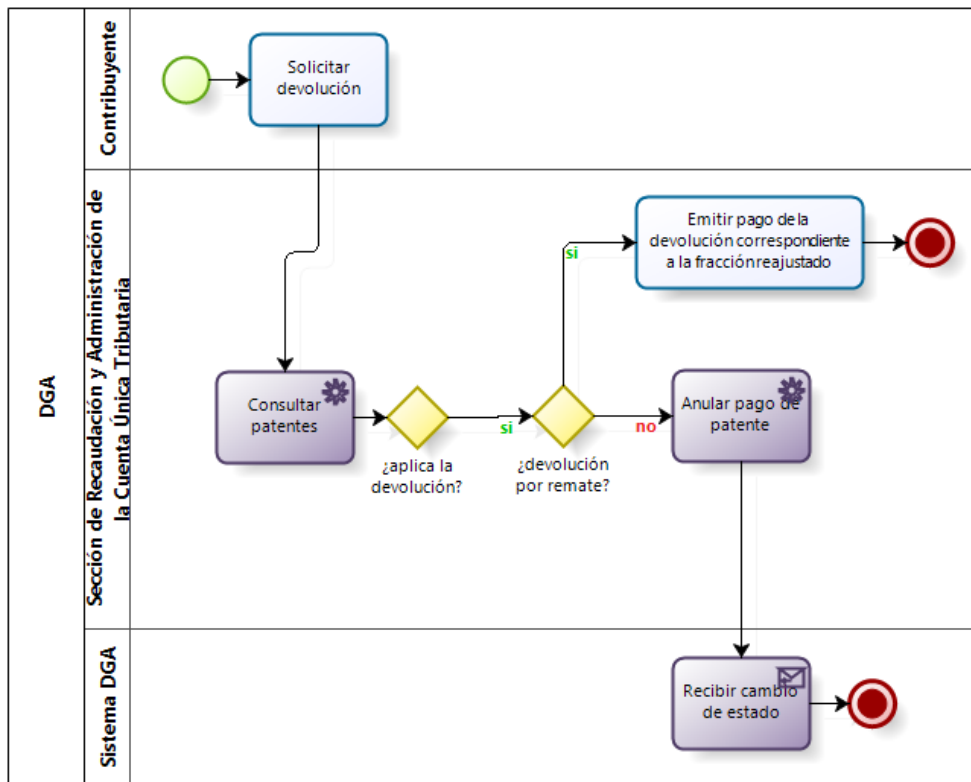 DGA
Contribuyente
Solicitar
devolución
Sección de Recaudación y Administración de
la Cuenta Única Tributaria
Emitir pago de la
devolución correspondiente
a la fracción reajustado
si
Consultar
patentes
¿aplica la
devolución?
si
¿devolución
por remate?
no
Anular pago de
patente
Sistema DGA
Recibir cambio
de estado